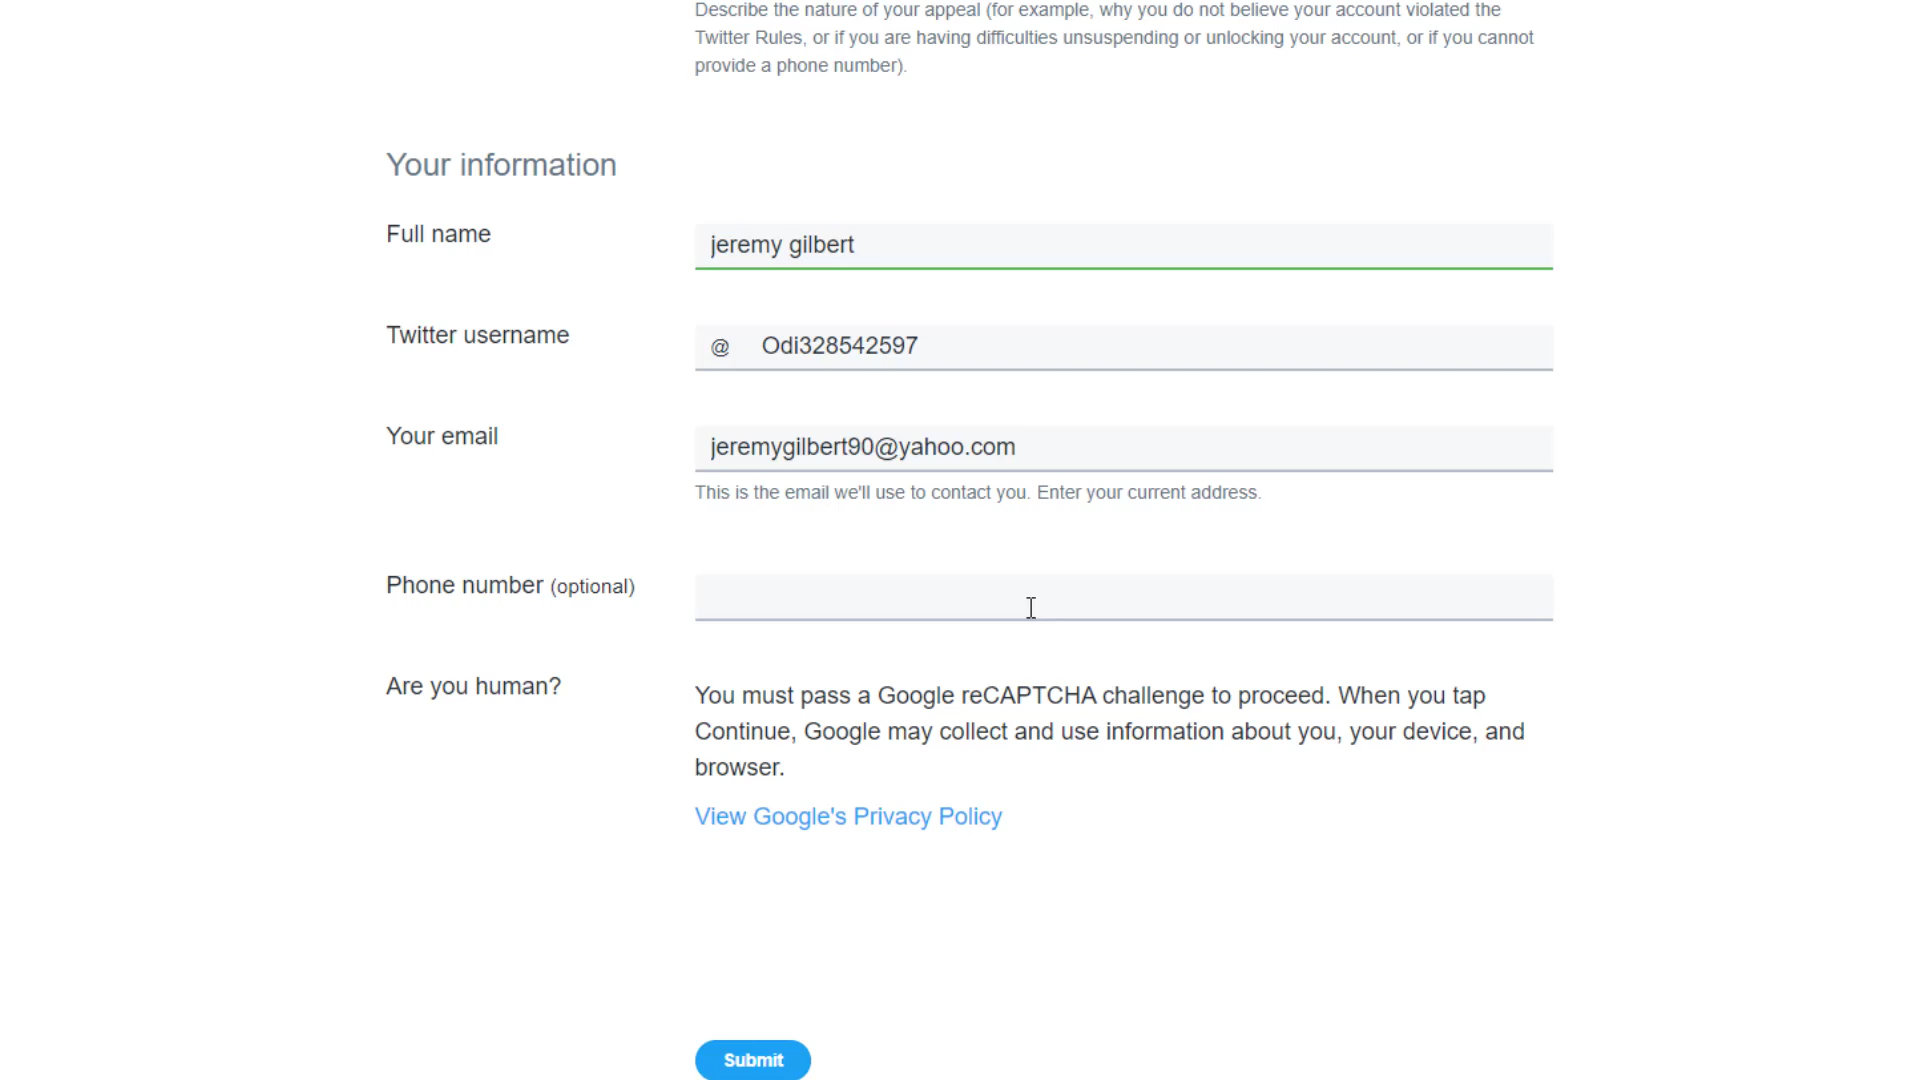 Describe the nature of your appeal (for example, why you do not believe your account violated the
Twitter Rules, or if you are having difficulties unsuspending or unlocking your account, or if you cannot
provide a phone number).
Your information
Full name
jeremy gilbert
Twitter username
@ Odi328542597
Your email
jeremygilbert90@yahoo.com
This is the email we'll use to contact you. Enter your current address.
Phone number (optional)
Are you human?
You must pass a Google reCAPTCHA challenge to proceed. When you tap
Continue, Google may collect and use information about you, your device, and
browser.
View Google's Privacy Policy
Submit